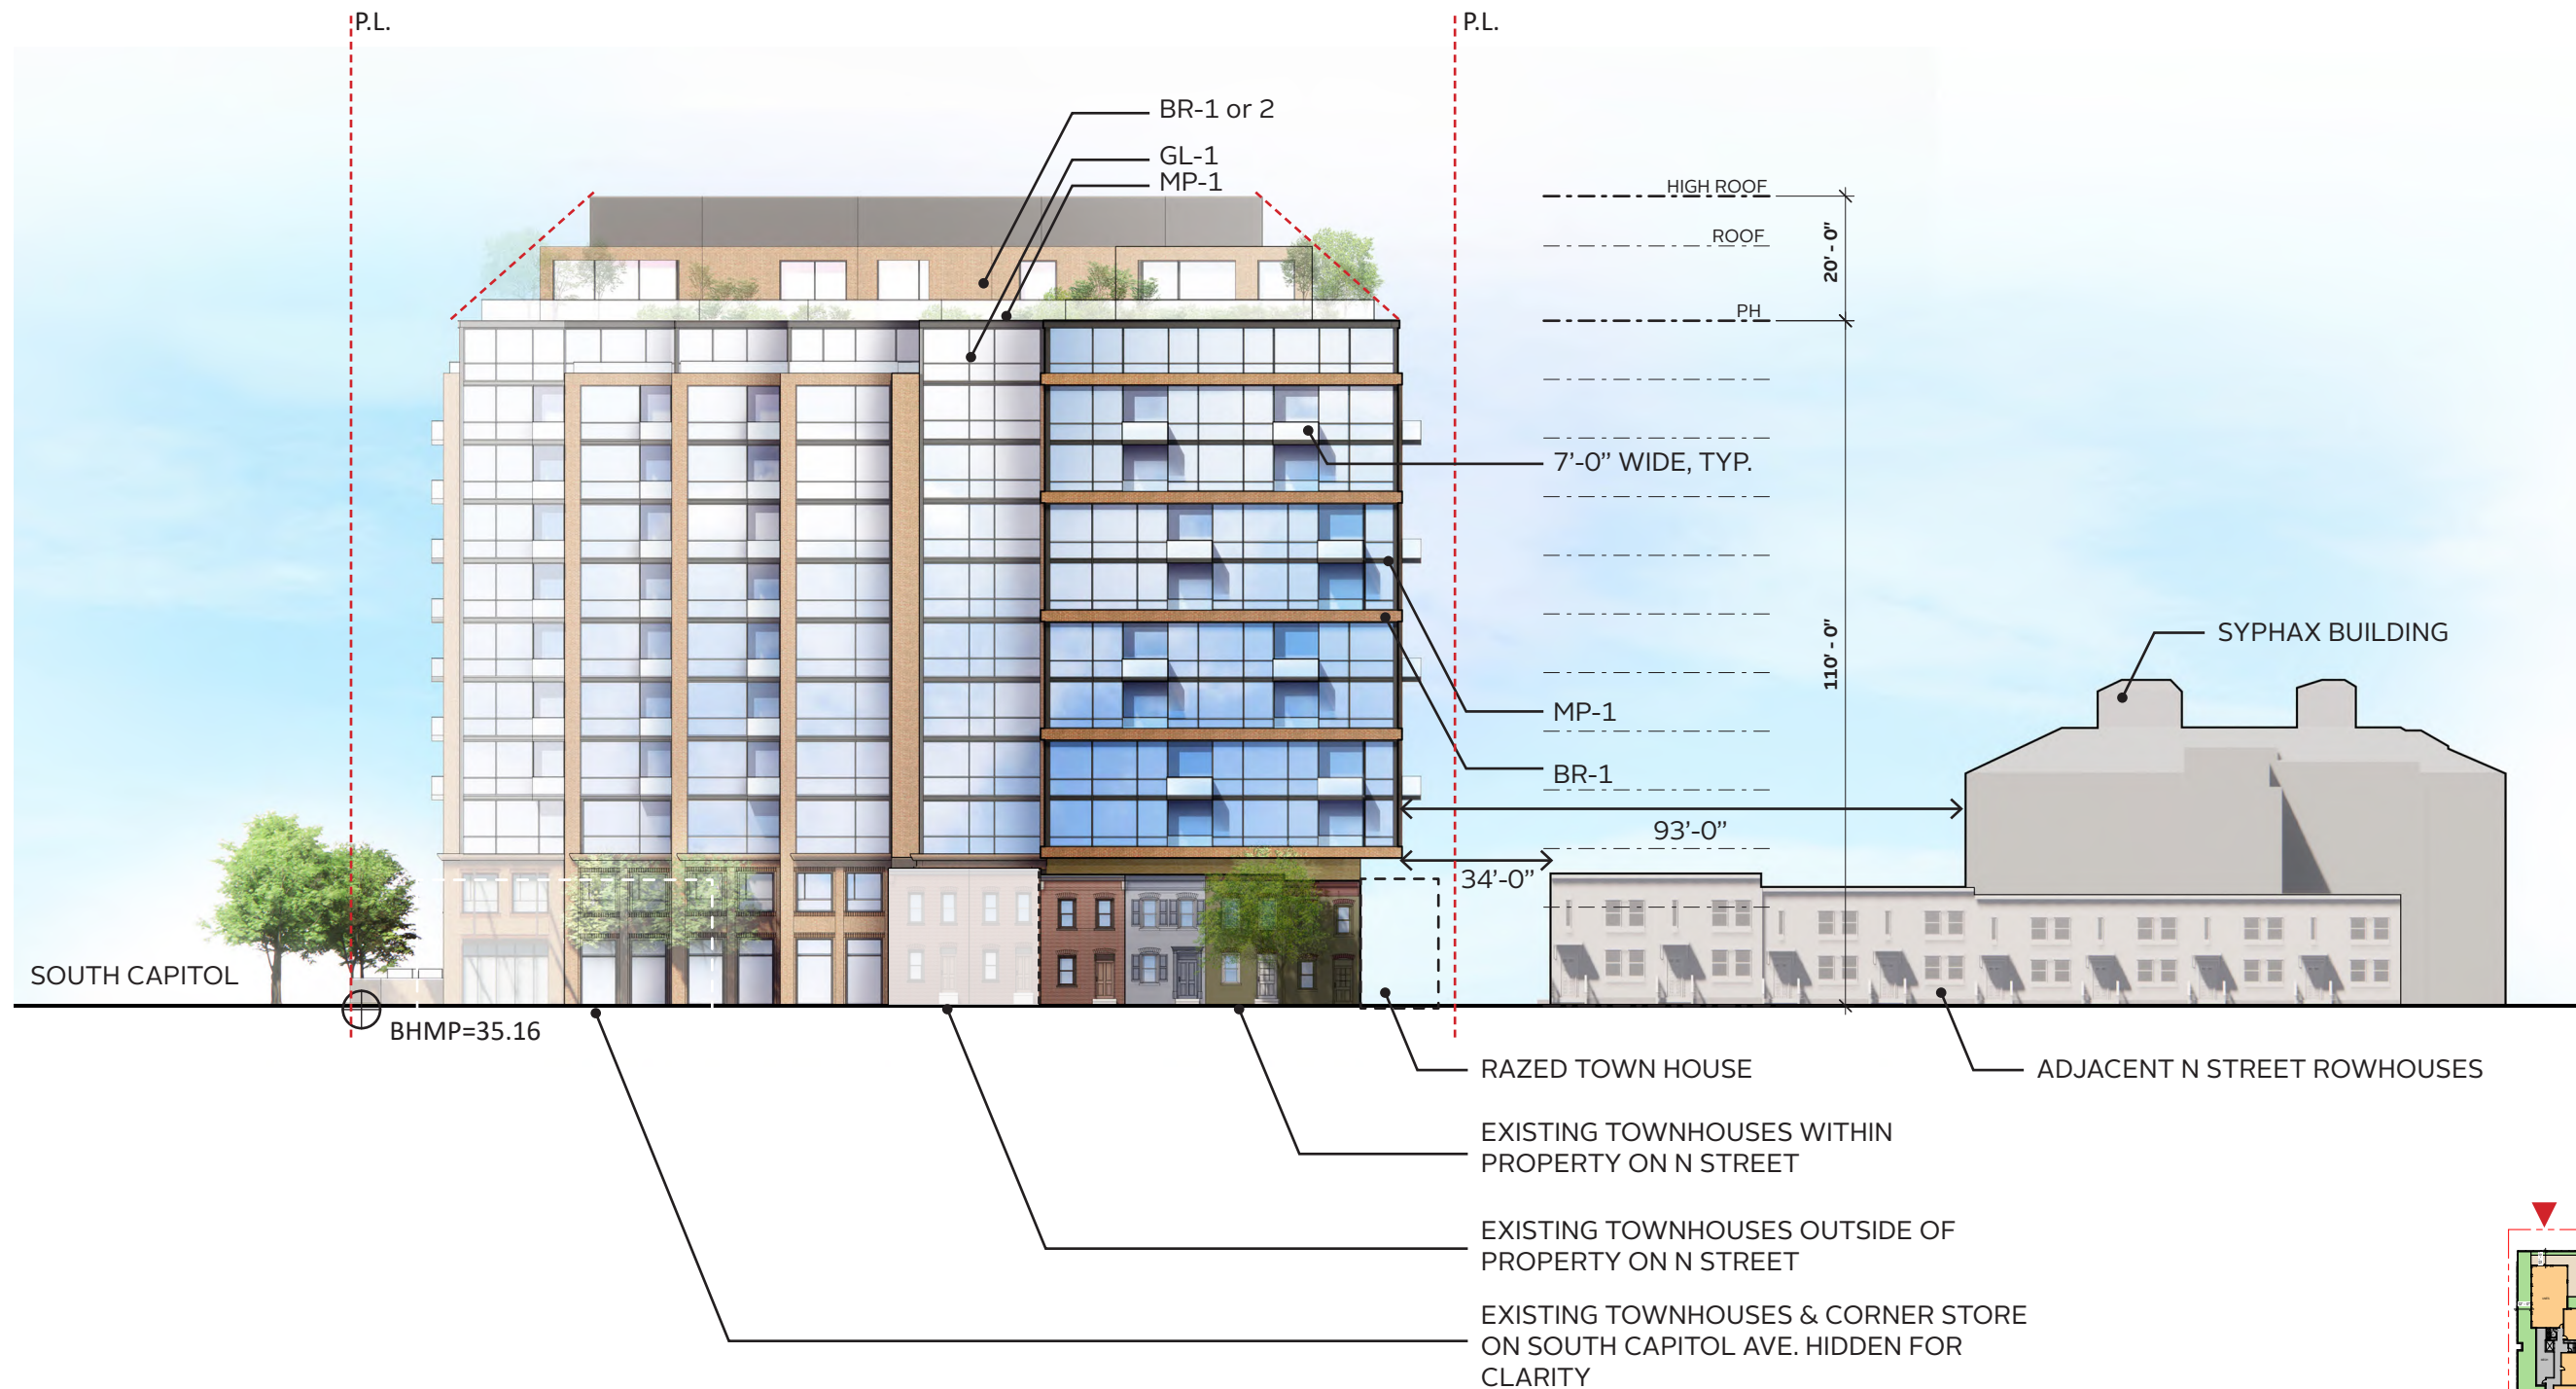 P.L.
P.L.
BR-1 or 2
GL-1
MP-1
HIGH ROOF
ROOF
20' - 0"
PH
7'-0” WIDE, TYP.
110' - 0"
SYPHAX BUILDING
MP-1
BR-1
93’-0”
34’-0”
SOUTH CAPITOL
BHMP=35.16
RAZED TOWN HOUSE
ADJACENT N STREET ROWHOUSES
EXISTING TOWNHOUSES WITHIN
PROPERTY ON N STREET
EXISTING TOWNHOUSES OUTSIDE OF
PROPERTY ON N STREET
EXISTING TOWNHOUSES & CORNER STORE
ON SOUTH CAPITOL AVE. HIDDEN FOR
CLARITY